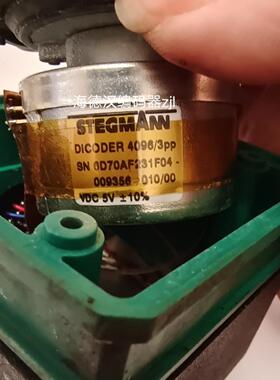 海德汉编码器zjl
STEGMANN
DICODER 4096/3pp
SN 6D70AF231F04 -
009356 -010/00
VDC 5V ±10%